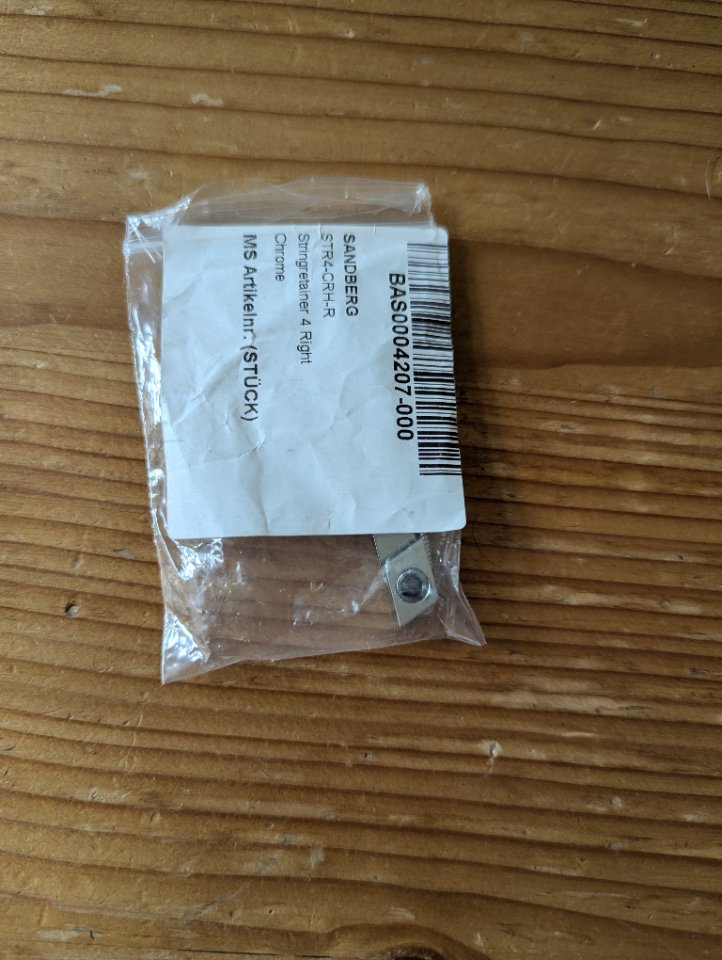 BAS0004207-000
SANDBERG
STR4-CRH-R
Stringretainer 4 Right
Chrome
MS Artikelnr. (STÜCK)